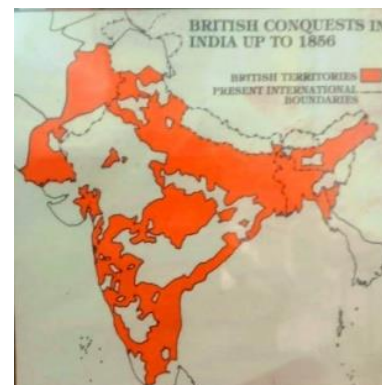 BRITISH CONQUESTS IN
INDIA UP TO 1856
BRITISH TERRITORIES
PRESENT INTERNATIONAL
BOUNDARIES